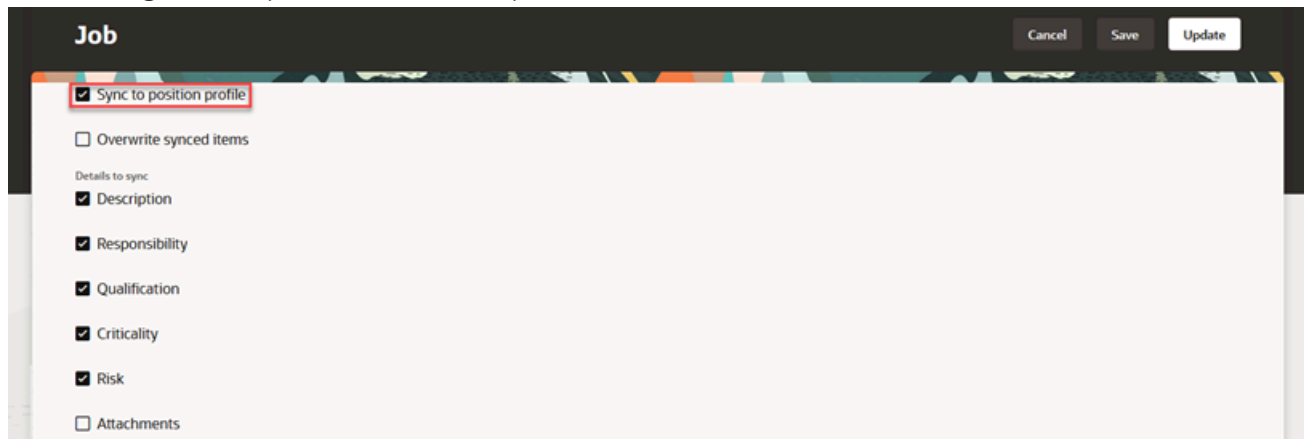 Job
Cancel Save Update
Sync to position profile
Overwrite synced items
Details to sync
Description
Responsibility
Qualification
Criticality
Risk
Attachments